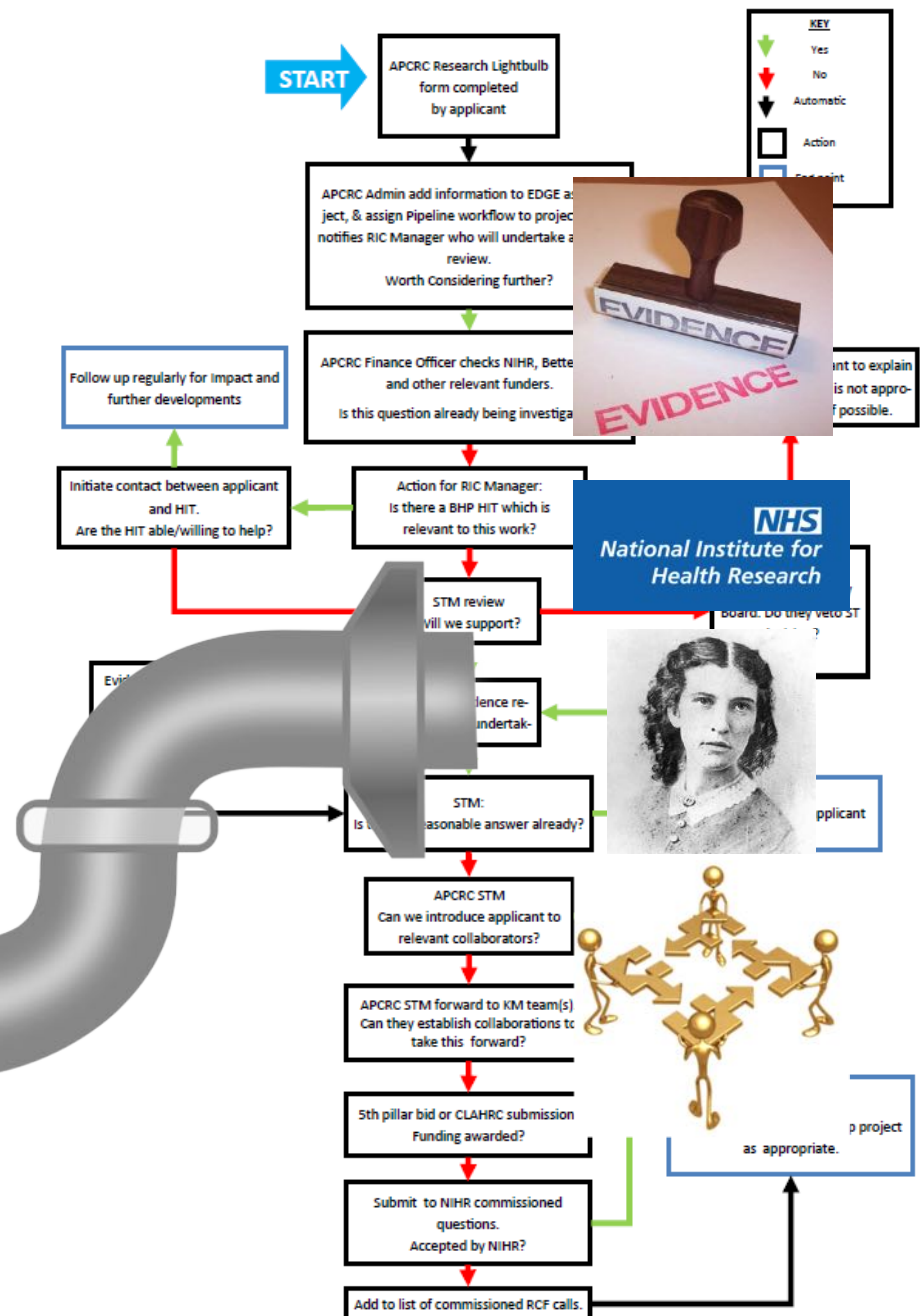 START
APCRC Research Lightbulb
form completed
by applicant
KEY
Yes
No
Automatic
Action
End point
APCRC Admin add information to EDGE as
ject, & assign Pipeline workflow to project
notifies RIC Manager who will undertake a
review.
Worth Considering further?
EVIDENCE
EVIDENCE
APCRC Finance Officer checks NIHR, Bette
and other relevant funders.
Is this question already being investiga
Follow up regularly for Impact and
further developments
nt to explain
is not appro-
f possible.
Initiate contact between applicant
and HIT.
Are the HIT able/willing to help?
Action for RIC Manager:
Is there a BHP HIT which is
relevant to this work?
NHS
National Institute for
Health Research
STM review
Will we support?
Board. Do they veto ST
?
Evid
dence re-
undertak-
STM:
Is t easonable answer already?
pplicant
APCRC STM
Can we introduce applicant to
relevant collaborators?
APCRC STM forward to KM team(s)
Can they establish collaborations to
take this forward?
5th pillar bid or CLAHRC submission
Funding awarded?
p project
as appropriate.
Submit to NIHR commissioned
questions.
Accepted by NIHR?
Add to list of commissioned RCF calls.